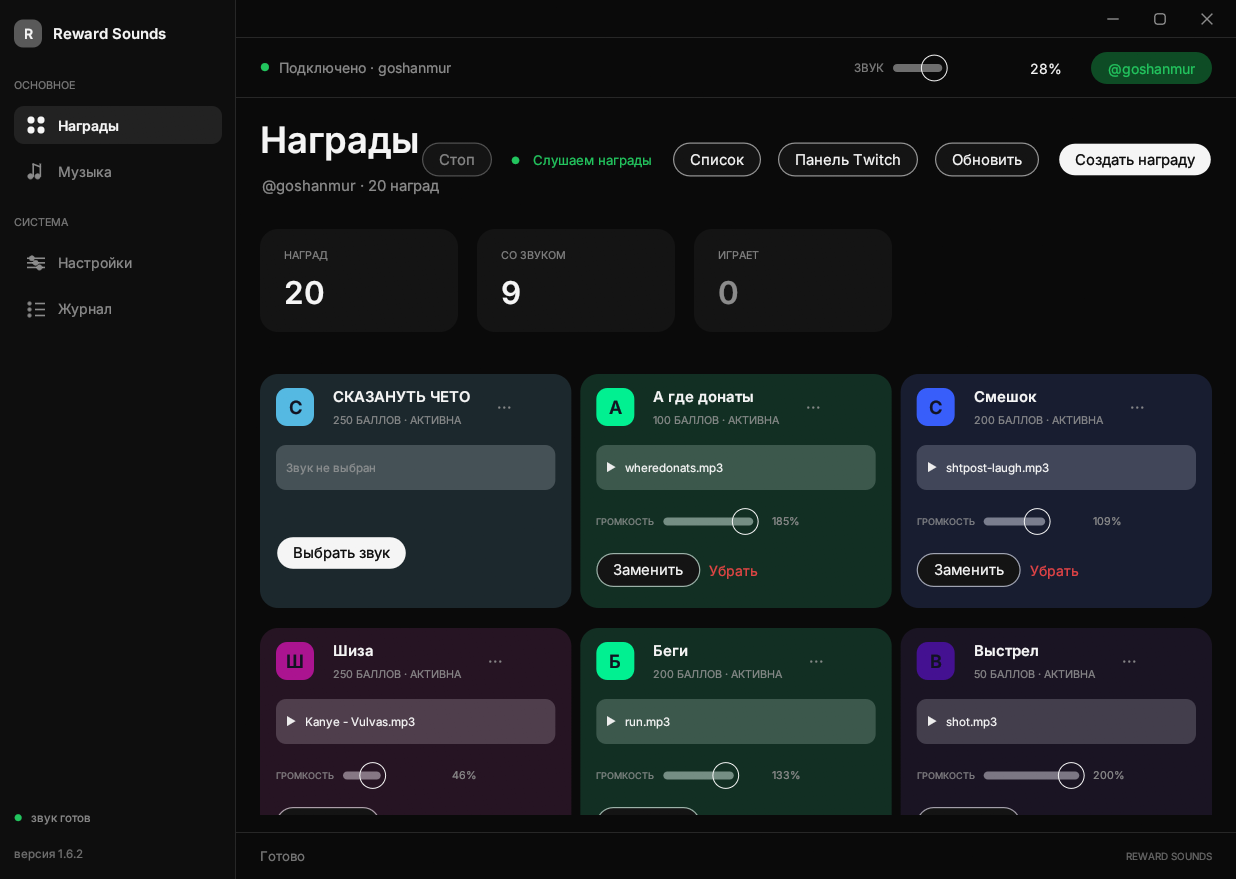 R Reward Sounds
ОСНОВНОЕ
Награды
Музыка
СИСТЕМА
Настройки
Журнал
звук готов
версия 1.6.2
Подключено · goshanmur
ЗВУК 28% @goshanmur
Награды
Стоп Слушаем награды Список Панель Twitch Обновить Создать награду
@goshanmur · 20 наград
НАГРАД
20
СО ЗВУКОМ
9
ИГРАЕТ
0
С СКАЗАНУТЬ ЧЕТО ...
250 БАЛЛОВ · АКТИВНА
Звук не выбран
Выбрать звук
А А где донаты ...
100 БАЛЛОВ · АКТИВНА
wheredonats.mp3
ГРОМКОСТЬ 185%
Заменить Убрать
С Смешок ...
200 БАЛЛОВ · АКТИВНА
shtpost-laugh.mp3
ГРОМКОСТЬ 109%
Заменить Убрать
Ш Шиза ...
250 БАЛЛОВ · АКТИВНА
Kanye - Vulvas.mp3
ГРОМКОСТЬ 46%
Б Беги ...
200 БАЛЛОВ · АКТИВНА
run.mp3
ГРОМКОСТЬ 133%
В Выстрел ...
50 БАЛЛОВ · АКТИВНА
shot.mp3
ГРОМКОСТЬ 200%
Готово
REWARD SOUNDS